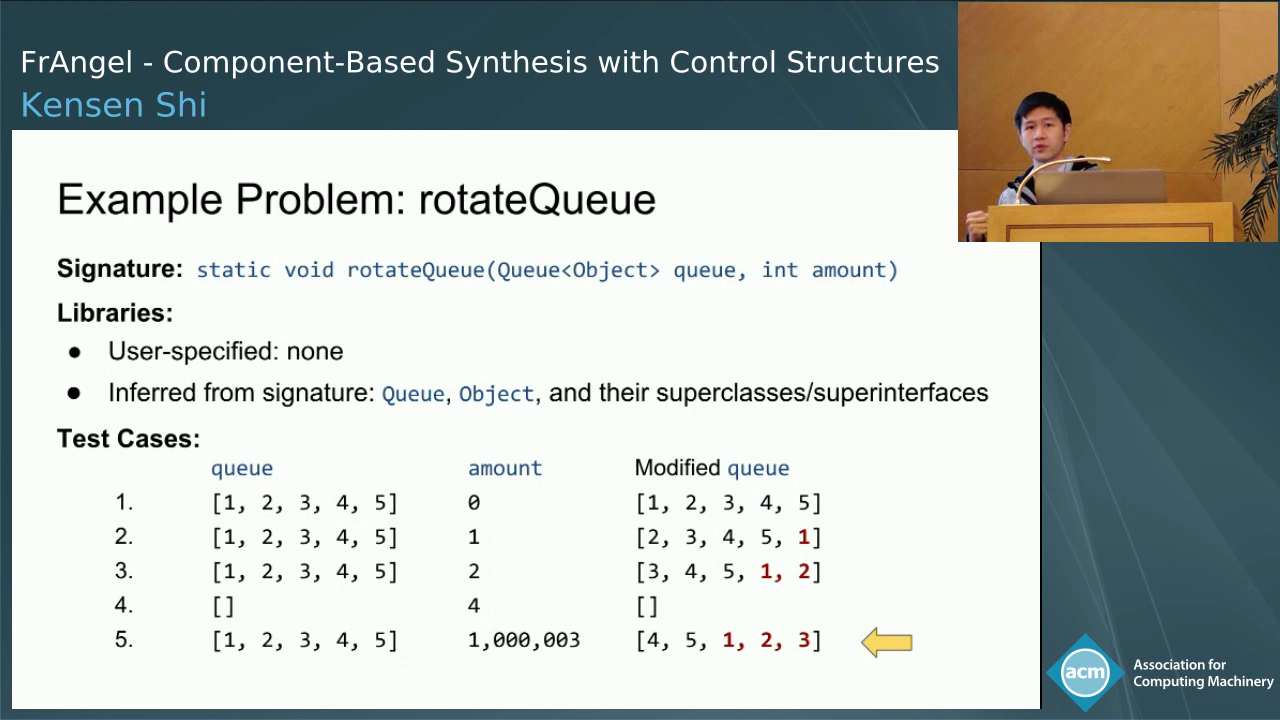 FrAngel - Component-Based Synthesis with Control Structures
Kensen Shi
Example Problem: rotateQueue
Signature: static void rotateQueue(Queue<Object> queue, int amount)
Libraries:
● User-specified: none
● Inferred from signature: Queue, Object, and their superclasses/superinterfaces
Test Cases:
queue amount Modified queue
1. [1, 2, 3, 4, 5] 0 [1, 2, 3, 4, 5]
2. [1, 2, 3, 4, 5] 1 [2, 3, 4, 5, 1]
3. [1, 2, 3, 4, 5] 2 [3, 4, 5, 1, 2]
4. [] 4 []
5. [1, 2, 3, 4, 5] 1,000,003 [4, 5, 1, 2, 3]
acm Association for
Computing Machinery